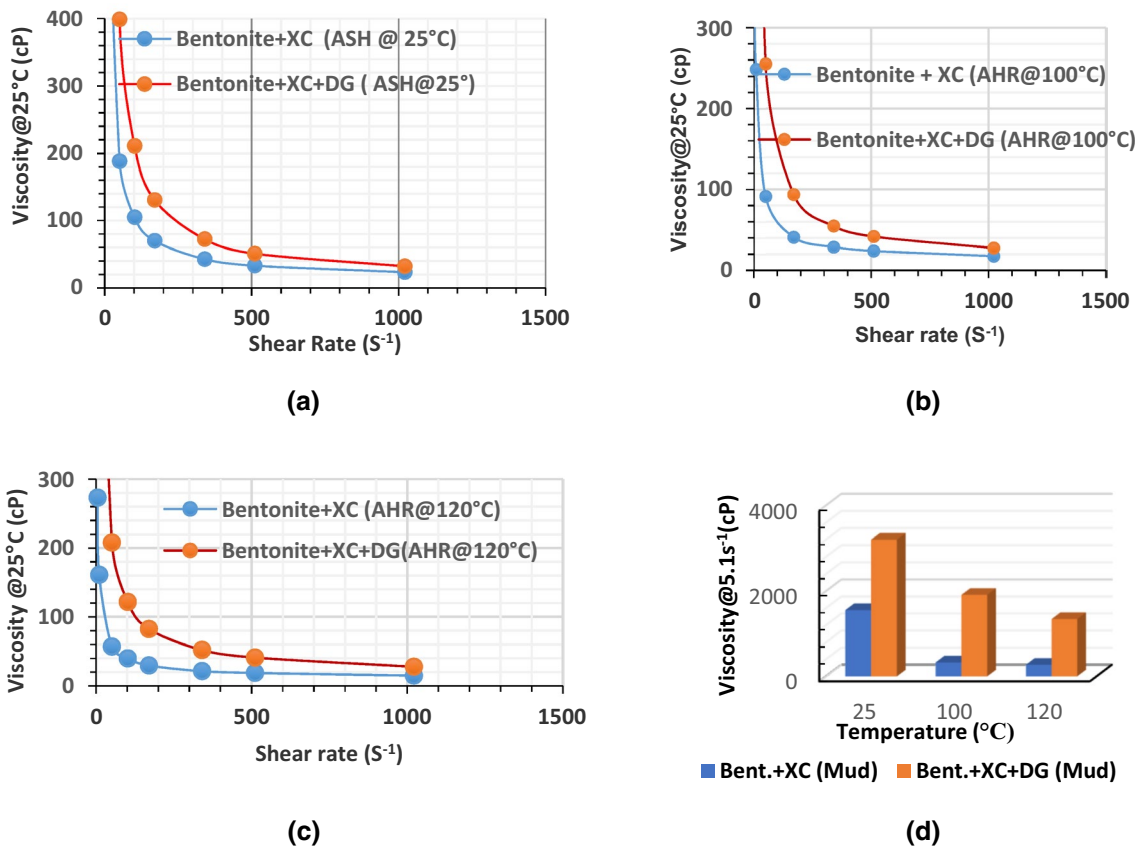 Viscosity@25°C (cP)
400
300
200
100
0
Bentonite+XC (ASH @ 25°C)
Bentonite+XC+DG ( ASH@25°)
0 500 1000 1500
Shear Rate (S⁻¹)
(a)
Viscosity@25°C (cp)
300
200
100
0
Bentonite + XC (AHR@100°C)
Bentonite+XC+DG (AHR@100°C)
0 500 1000 1500
Shear rate (S⁻¹)
(b)
Viscosity @25°C (cP)
300
200
100
0
Bentonite+XC (AHR@120°C)
Bentonite+XC+DG(AHR@120°C)
0 500 1000 1500
Shear rate (S⁻¹)
(c)
Viscosity@5.1s⁻¹(cP)
4000
2000
0
25 100 120
Temperature (°C)
Bent.+XC (Mud) Bent.+XC+DG (Mud)
(d)